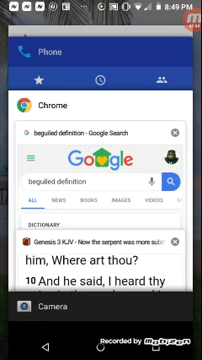 8:49 PM
Phone
Chrome
G beguiled definition - Google Search
Google
beguiled definition
ALL NEWS BOOKS IMAGES VIDEOS
DICTIONARY
Genesis 3 KJV - Now the serpent was more subt
him, Where art thou?
10 And he said, I heard thy
Camera
Recorded by
Mobizen